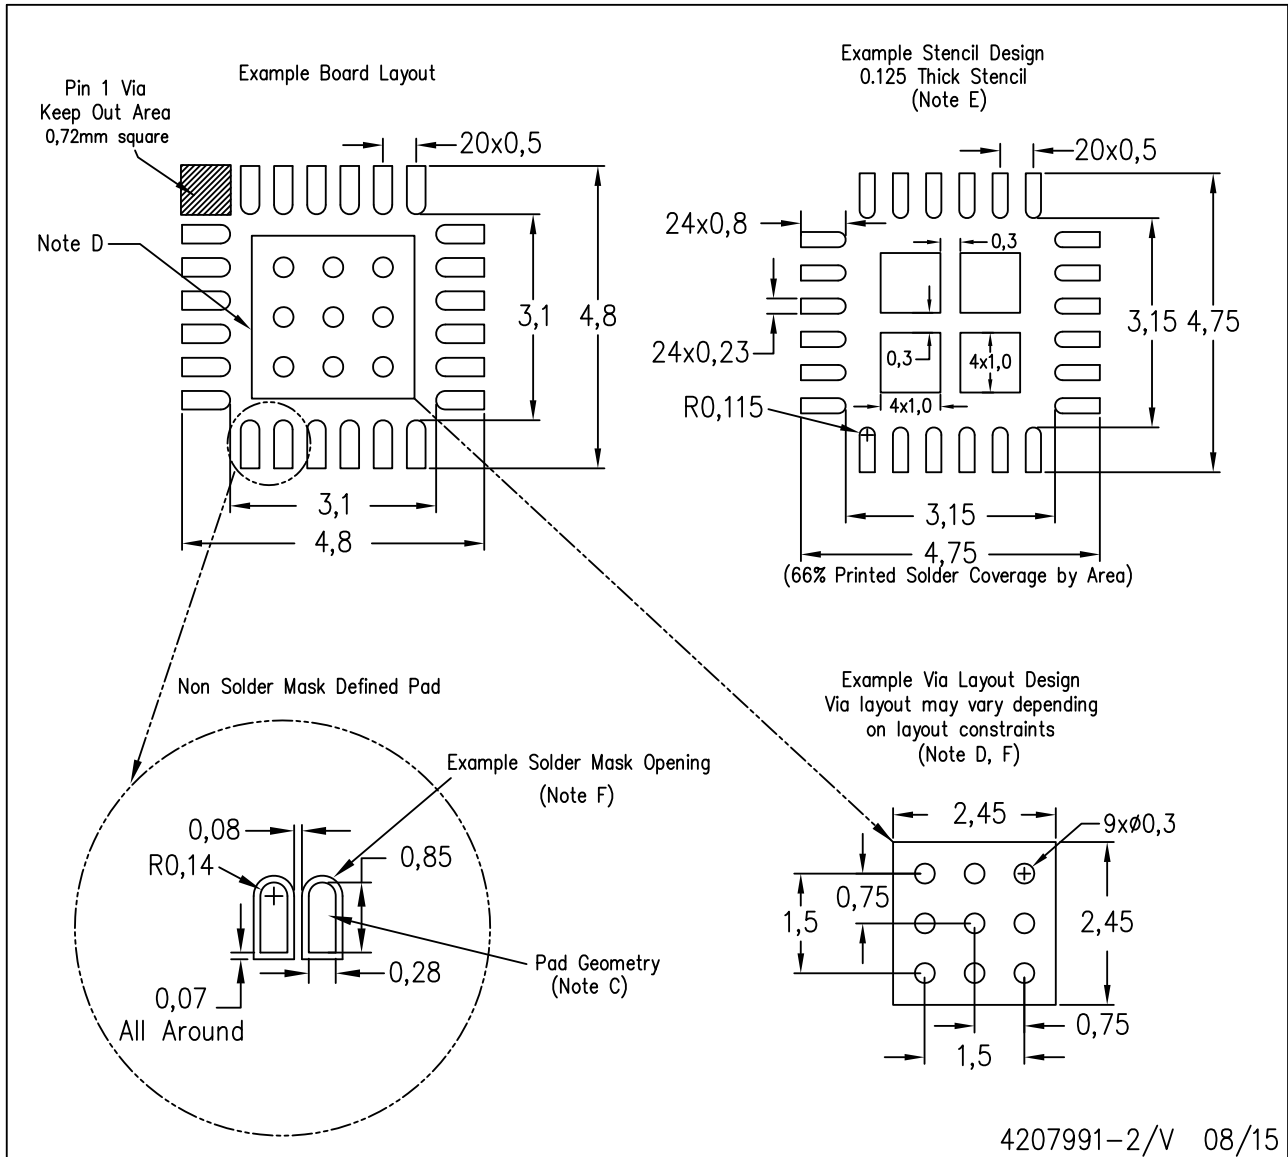 Example Board Layout
Pin 1 Via
Keep Out Area
0,72mm square
20x0,5
Note D
3,1
4,8
3,1
4,8
Example Stencil Design
0.125 Thick Stencil
(Note E)
20x0,5
24x0,8
0,3
24x0,23
0,3
4x1,0
4x1,0
3,15
4,75
R0,115
3,15
4,75
(66% Printed Solder Coverage by Area)
Non Solder Mask Defined Pad
Example Solder Mask Opening
(Note F)
0,08
R0,14
0,85
0,28
Pad Geometry
(Note C)
0,07
All Around
Example Via Layout Design
Via layout may vary depending
on layout constraints
(Note D, F)
2,45
9xø0,3
0,75
1,5
2,45
0,75
1,5
4207991-2/V 08/15